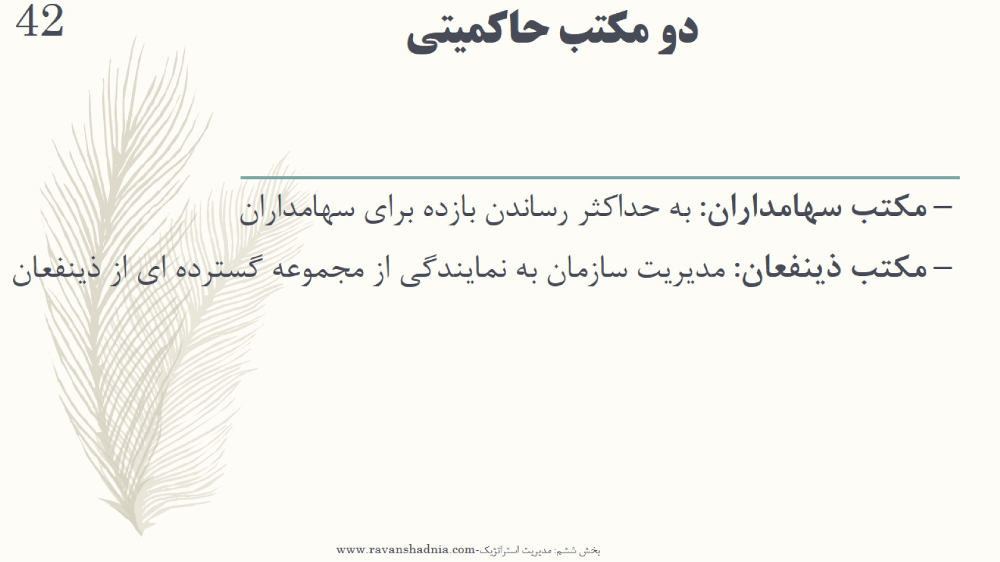 42
دو مکتب حاکمیتی
– مکتب سهامداران: به حداکثر رساندن بازده برای سهامداران
– مکتب ذینفعان: مدیریت سازمان به نمایندگی از مجموعه گسترده ای از ذینفعان
بخش ششم: مدیریت استراتژیک-www.ravanshadnia.com